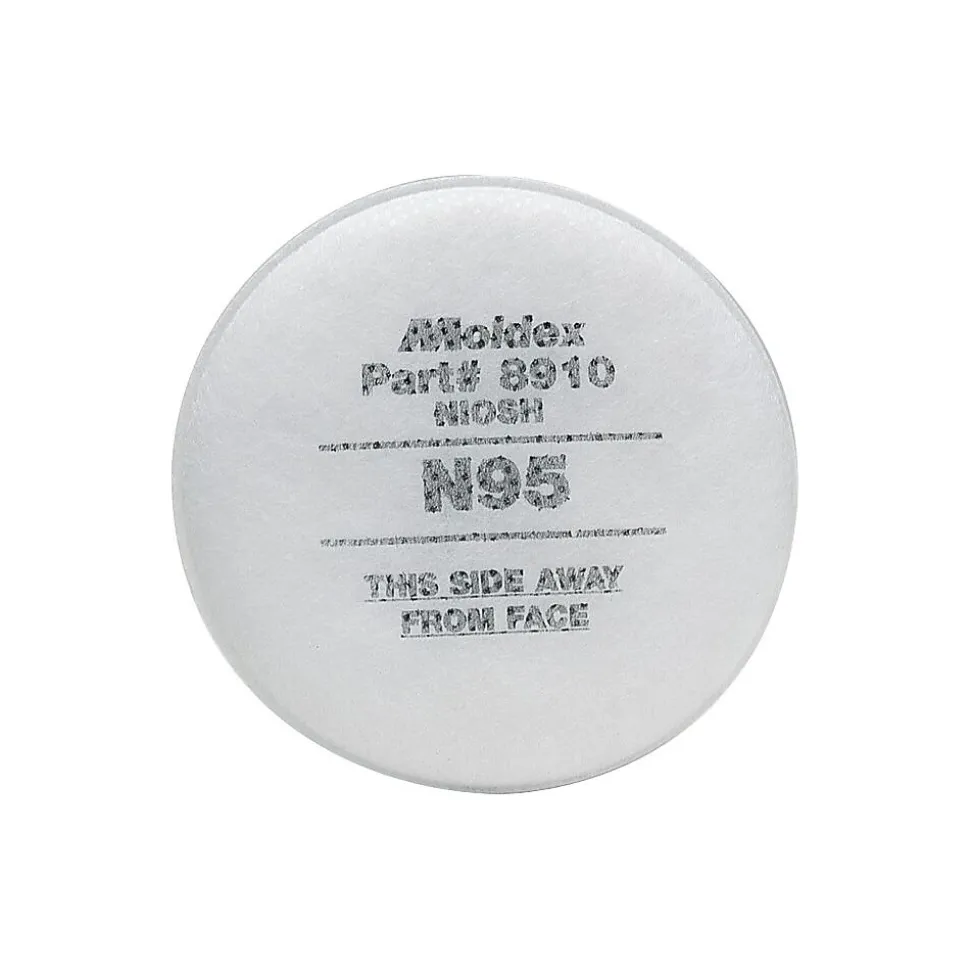 Moldex
Part# 8910
NIOSH
N95
THIS SIDE AWAY
FROM FACE